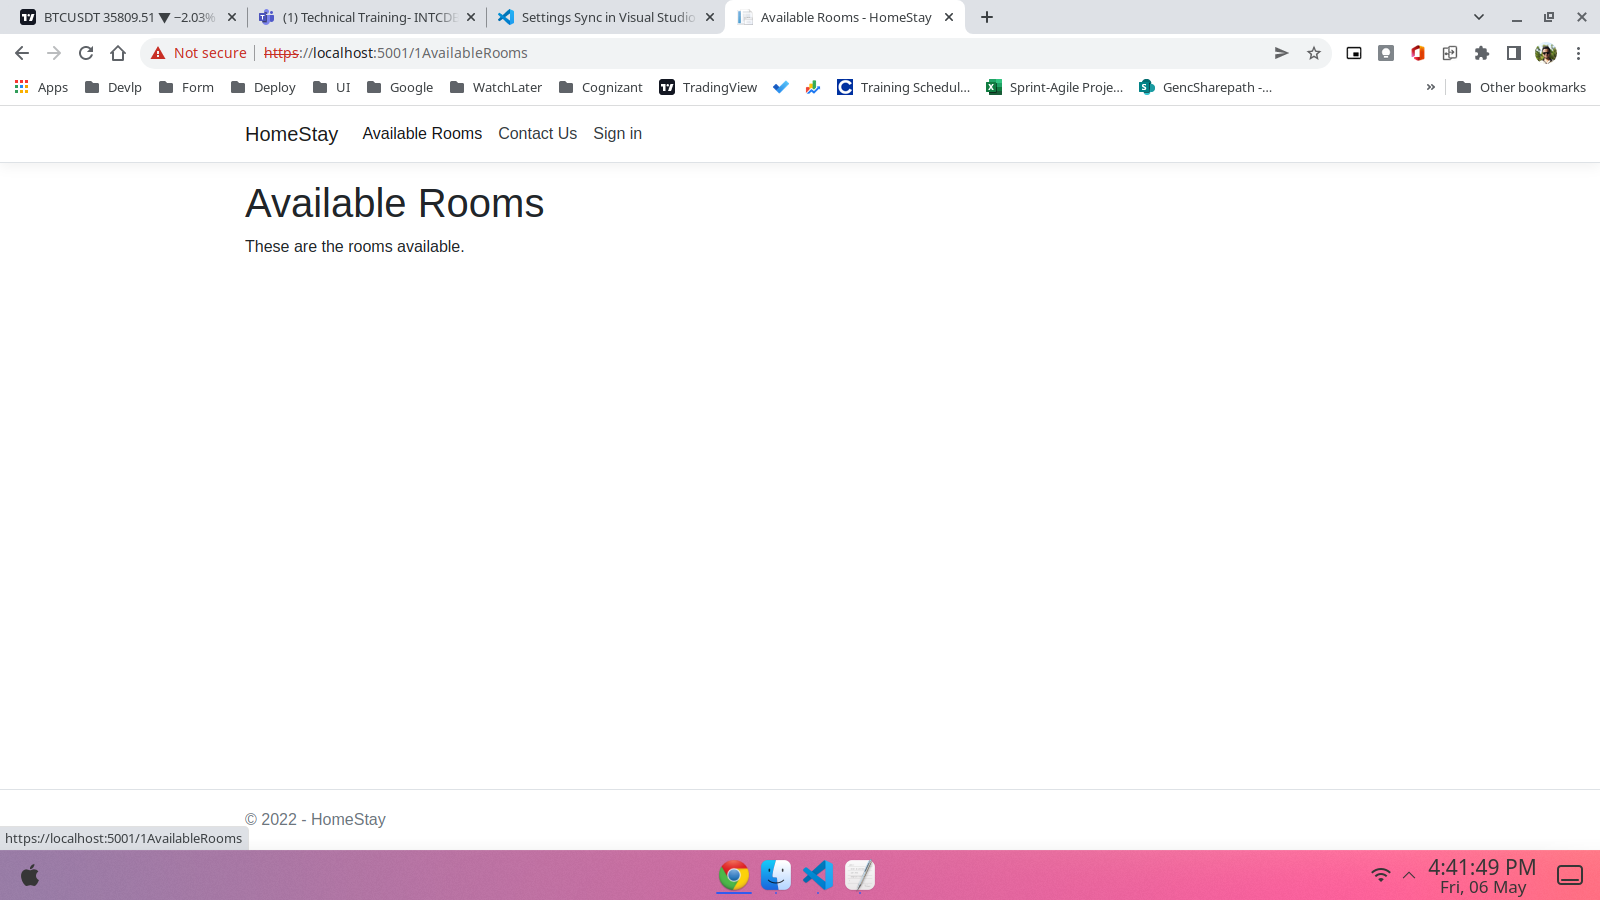 BTCUSDT 35809.51 ▼ −2.03%
(1) Technical Training- INTCDE
Settings Sync in Visual Studio
Available Rooms - HomeStay
Not secure https://localhost:5001/1AvailableRooms
Apps Devlp Form Deploy UI Google WatchLater Cognizant TradingView Training Schedul... Sprint-Agile Proje... GencSharepath -... » Other bookmarks
HomeStay Available Rooms Contact Us Sign in
Available Rooms
These are the rooms available.
© 2022 - HomeStay
https://localhost:5001/1AvailableRooms
4:41:49 PM
Fri, 06 May